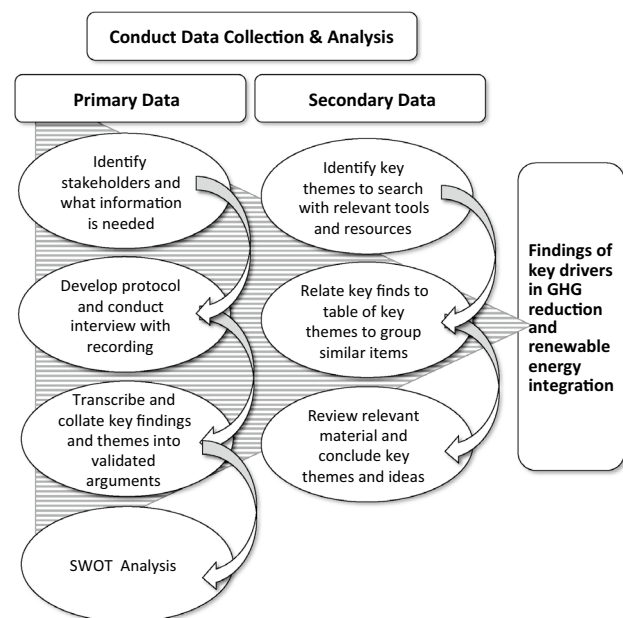 Conduct Data Collection & Analysis
Primary Data
Identify
stakeholders and
what information
is needed
Develop
protocol and
conduct
interview with
recording
Transcribe and
collate key findings
and themes into
validated
arguments
SWOT Analysis
Secondary Data
Identify key
themes to search
with relevant tools
and resources
Relate key finds to
table of key
themes to group
similar items
Review relevant
material and
conclude key
themes and ideas
Findings of
key drivers
in GHG
reduction
and
renewable
energy
integration